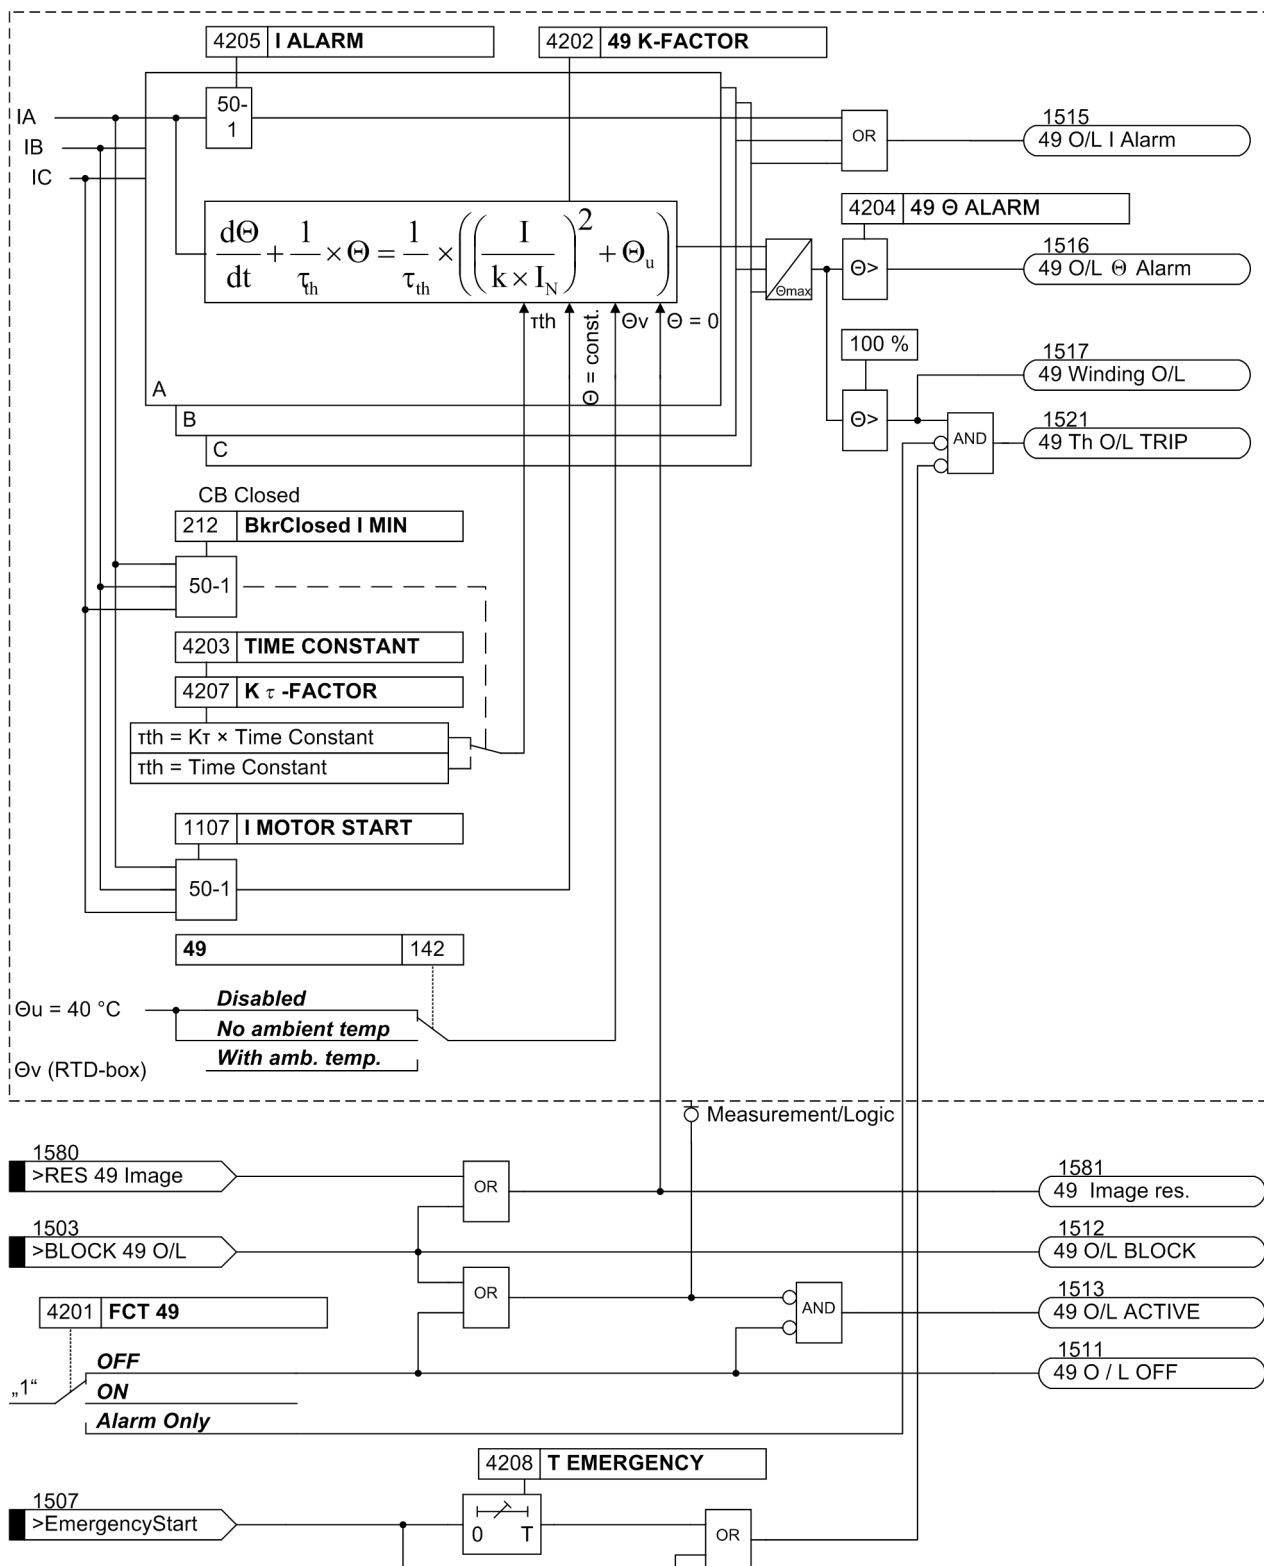 4205 I ALARM
4202 49 K-FACTOR
50-
1
IA
IB
IC
OR
1515
49 O/L I Alarm
4204 49 Θ ALARM
dΘ/dt + 1/τth × Θ = 1/τth × ((I/(k × IN))² + Θu)
Θmax
Θ>
1516
49 O/L Θ Alarm
τth
Θ = const.
Θv
Θ = 0
100 %
1517
49 Winding O/L
A
B
C
Θ>
AND
1521
49 Th O/L TRIP
CB Closed
212 BkrClosed I MIN
50-1
4203 TIME CONSTANT
4207 K τ -FACTOR
τth = Kτ × Time Constant
τth = Time Constant
1107 I MOTOR START
50-1
49 142
Θu = 40 °C
Disabled
No ambient temp
With amb. temp.
Θv (RTD-box)
Measurement/Logic
1580
>RES 49 Image
OR
1581
49 Image res.
1503
>BLOCK 49 O/L
1512
49 O/L BLOCK
OR
4201 FCT 49
AND
1513
49 O/L ACTIVE
1511
49 O / L OFF
„1“
OFF
ON
Alarm Only
4208 T EMERGENCY
1507
>EmergencyStart
0 T
OR